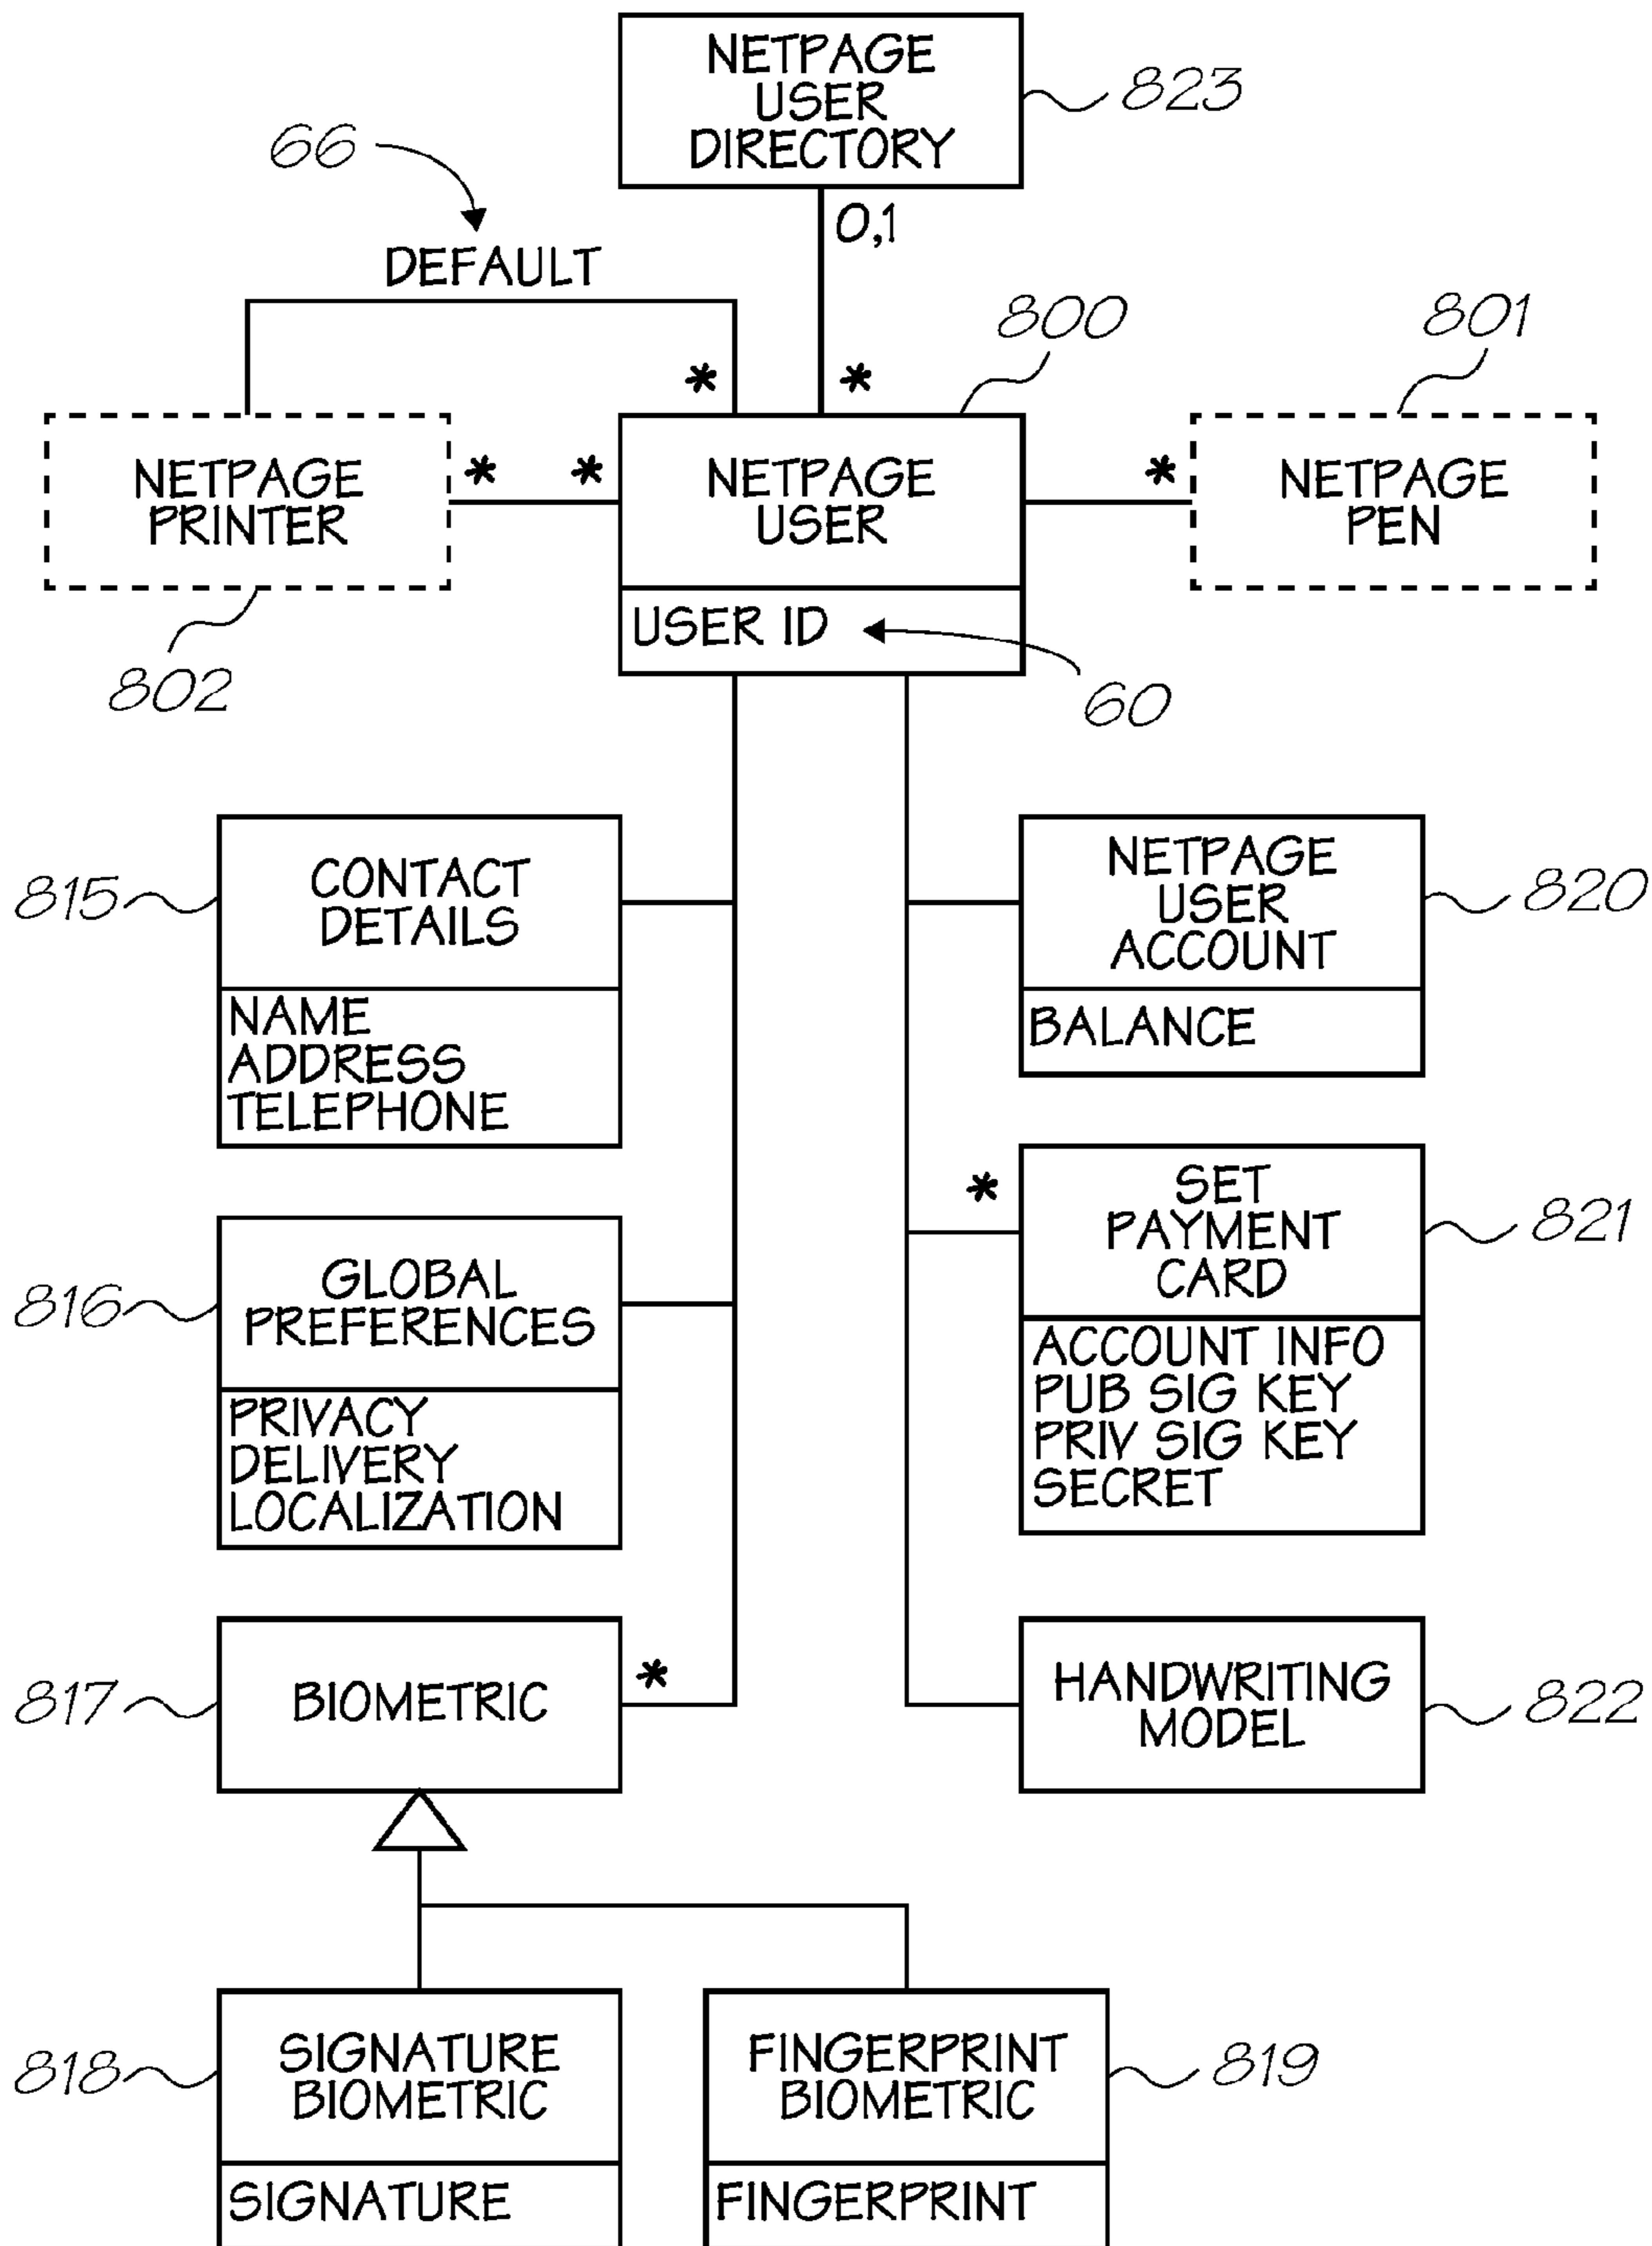 NETPAGE
USER
DIRECTORY
823
66
0,1
DEFAULT
800
801
*
*
NETPAGE
PRINTER
*
*
NETPAGE
USER
*
NETPAGE
PEN
USER ID
802
60
815
CONTACT
DETAILS
NAME
ADDRESS
TELEPHONE
NETPAGE
USER
ACCOUNT
820
BALANCE
816
GLOBAL
PREFERENCES
PRIVACY
DELIVERY
LOCALIZATION
*
SET
PAYMENT
CARD
821
ACCOUNT INFO
PUB SIG KEY
PRIV SIG KEY
SECRET
817
BIOMETRIC
*
HANDWRITING
MODEL
822
818
SIGNATURE
BIOMETRIC
SIGNATURE
FINGERPRINT
BIOMETRIC
819
FINGERPRINT